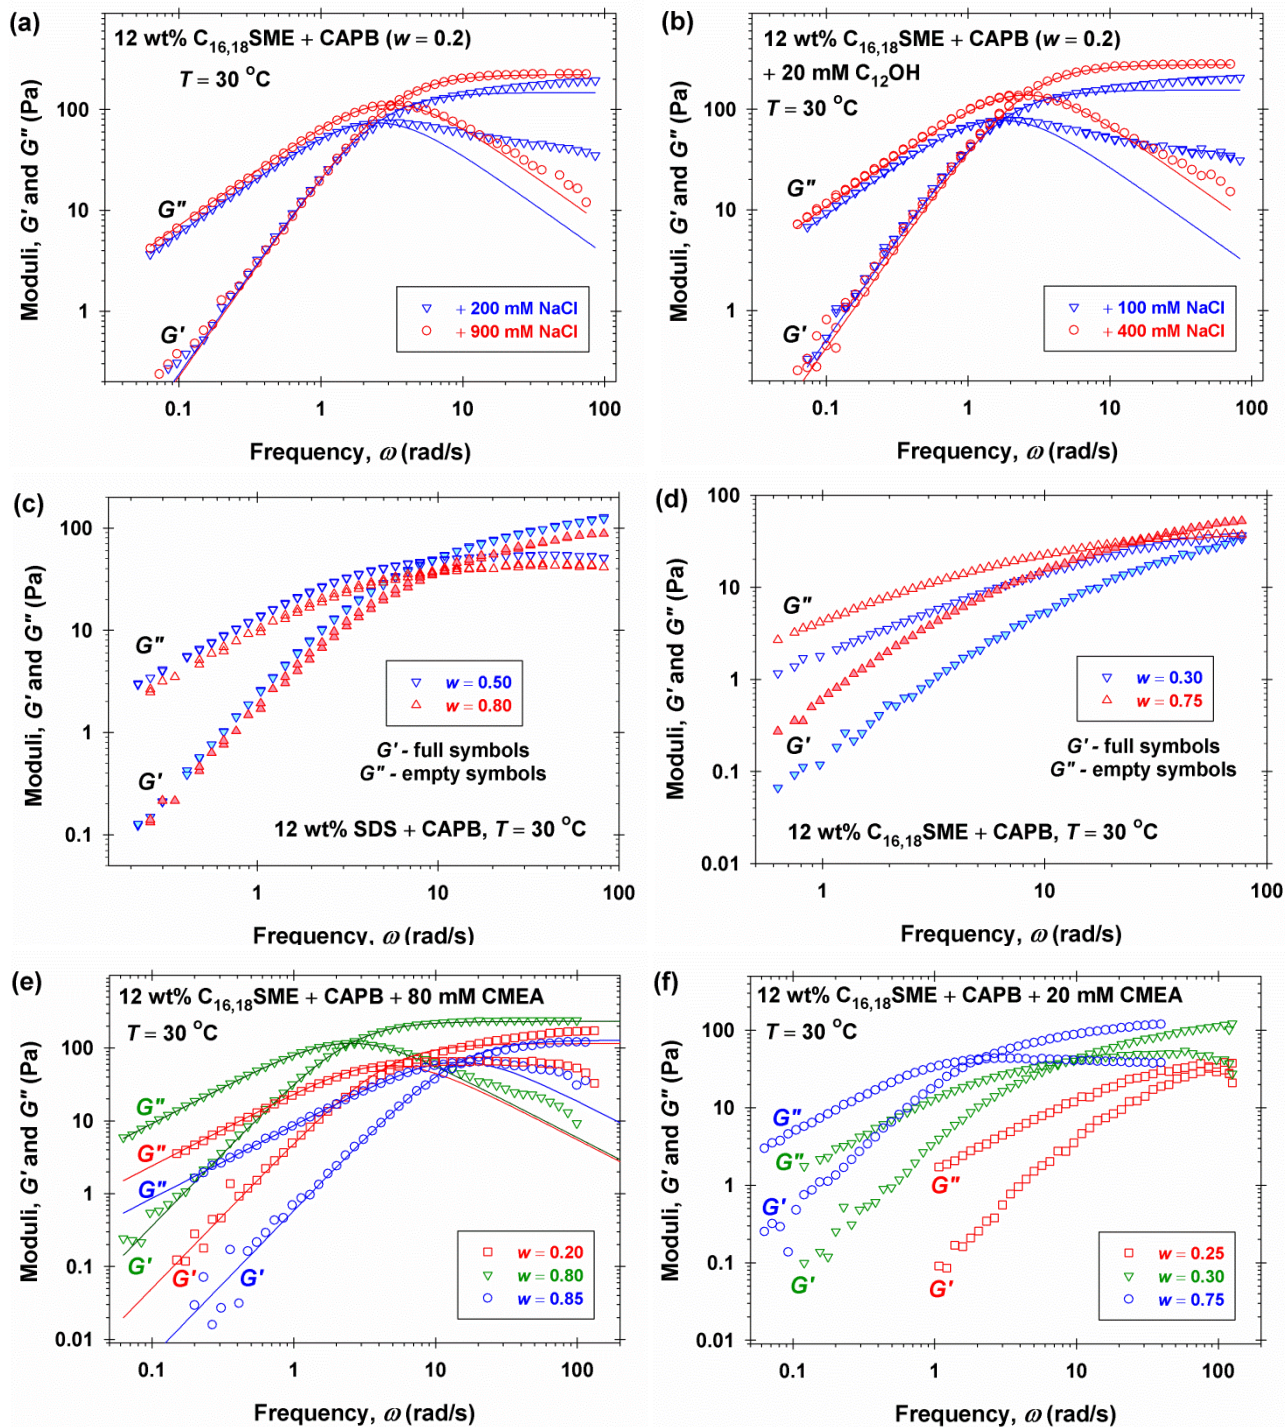 (a)
12 wt% C16,18SME + CAPB (w = 0.2)
T = 30 °C
Moduli, G′ and G″ (Pa)
100
10
1
G″
G′
+ 200 mM NaCl
+ 900 mM NaCl
0.1
1
10
100
Frequency, ω (rad/s)
(b)
12 wt% C16,18SME + CAPB (w = 0.2)
+ 20 mM C12OH
T = 30 °C
Moduli, G′ and G″ (Pa)
100
10
1
G″
G′
+ 100 mM NaCl
+ 400 mM NaCl
0.1
1
10
100
Frequency, ω (rad/s)
(c)
Moduli, G′ and G″ (Pa)
100
10
1
0.1
G″
G′
w = 0.50
w = 0.80
G′ - full symbols
G″ - empty symbols
12 wt% SDS + CAPB, T = 30 °C
1
10
100
Frequency, ω (rad/s)
(d)
Moduli, G′ and G″ (Pa)
100
10
1
0.1
0.01
G″
G′
w = 0.30
w = 0.75
G′ - full symbols
G″ - empty symbols
12 wt% C16,18SME + CAPB, T = 30 °C
1
10
100
Frequency, ω (rad/s)
(e)
12 wt% C16,18SME + CAPB + 80 mM CMEA
T = 30 °C
Moduli, G′ and G″ (Pa)
100
10
1
0.1
0.01
G″
G″
G″
G′
G′
G′
w = 0.20
w = 0.80
w = 0.85
0.1
1
10
100
Frequency, ω (rad/s)
(f)
12 wt% C16,18SME + CAPB + 20 mM CMEA
T = 30 °C
Moduli, G′ and G″ (Pa)
100
10
1
0.1
0.01
G″
G″
G″
G′
G′
G′
w = 0.25
w = 0.30
w = 0.75
0.1
1
10
100
Frequency, ω (rad/s)